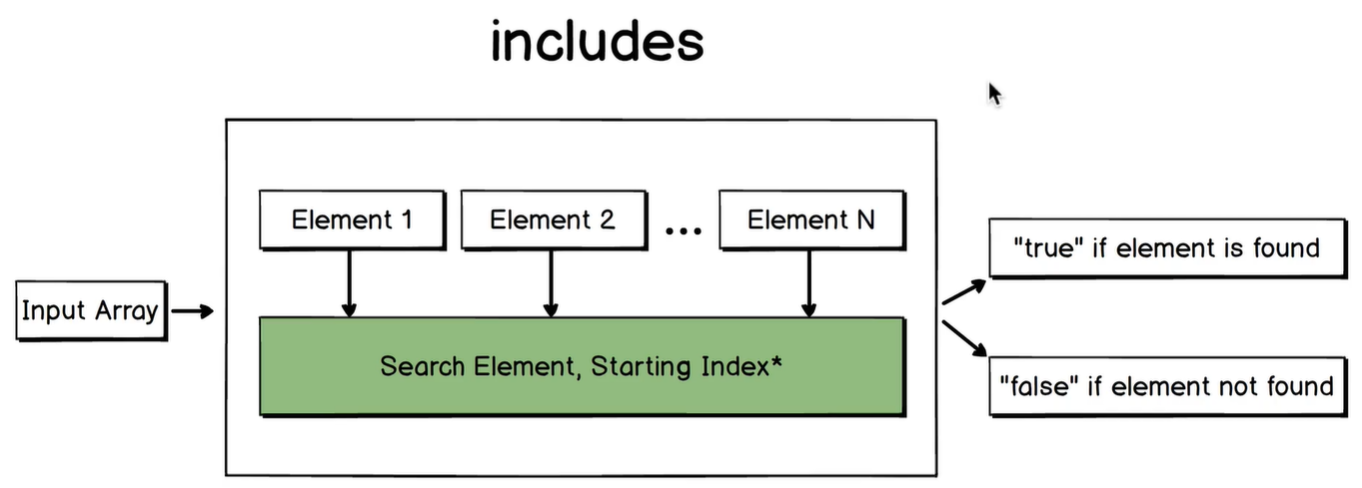 includes
Element 1
Element 2
...
Element N
Input Array
Search Element, Starting Index*
"true" if element is found
"false" if element not found